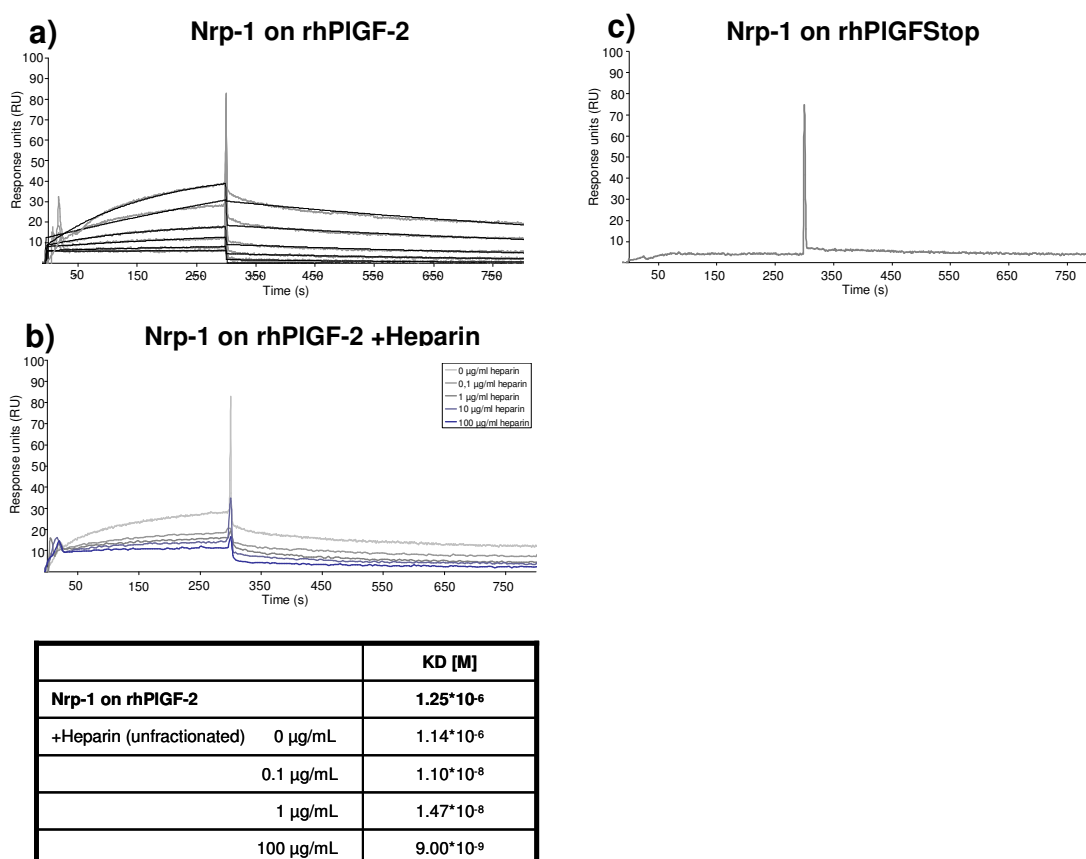 a)
Nrp-1 on rhPlGF-2
Response units (RU)
100
90
80
70
60
50
40
30
20
10
50 150 250 300 350 450 550 650 750
Time (s)
b)
Nrp-1 on rhPlGF-2 +Heparin
Response units (RU)
100
90
80
70
60
50
40
30
20
10
0 µg/ml heparin
0,1 µg/ml heparin
1 µg/ml heparin
10 µg/ml heparin
100 µg/ml heparin
50 150 250 300 350 450 550 650 750
Time (s)
c)
Nrp-1 on rhPlGFStop
Response units (RU)
100
90
80
70
60
50
40
30
20
10
50 150 250 300 350 450 550 650 750
Time (s)
KD [M]
Nrp-1 on rhPlGF-2 1.25*10-6
+Heparin (unfractionated) 0 µg/mL 1.14*10-6
0.1 µg/mL 1.10*10-8
1 µg/mL 1.47*10-8
100 µg/mL 9.00*10-9